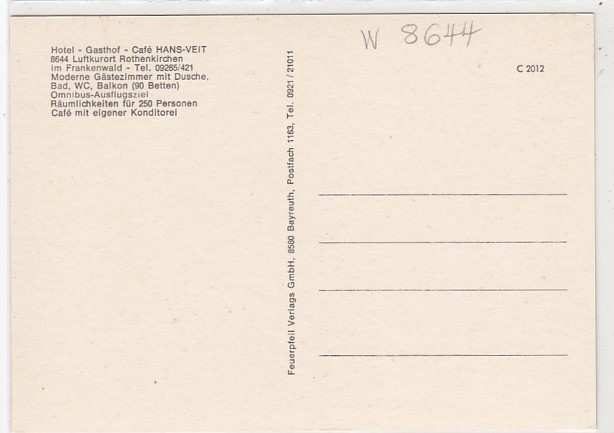 Hotel - Gasthof - Café HANS-VEIT
8644 Luftkurort Rothenkirchen
im Frankenwald - Tel. 09265/421
Moderne Gästezimmer mit Dusche,
Bad, WC, Balkon (90 Betten)
Omnibus-Ausflugsziel
Räumlichkeiten für 250 Personen
Café mit eigener Konditorei
Feuerpfeil Verlags GmbH, 8580 Bayreuth, Postfach 1163, Tel. 0921/21011
W 8644
C 2012